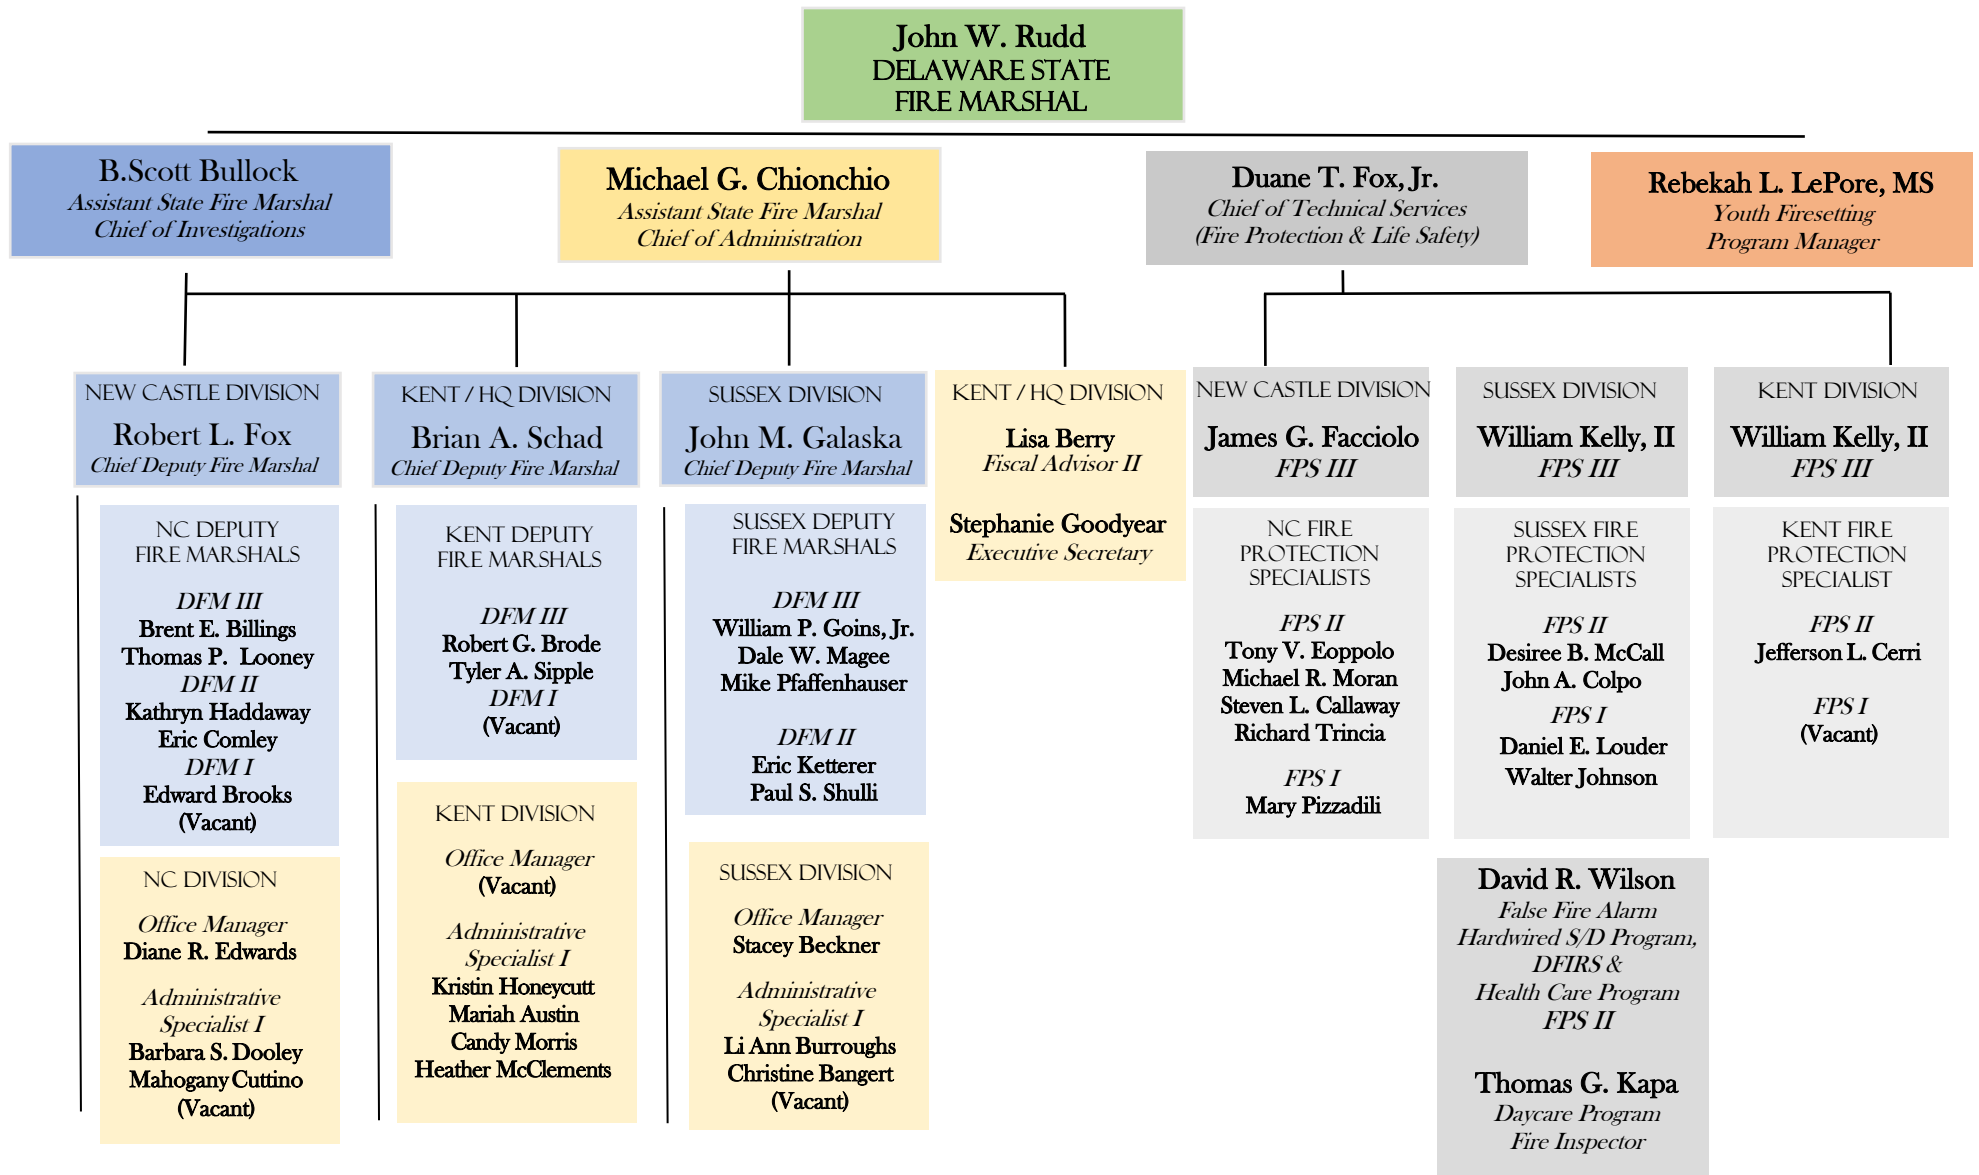 John W. Rudd
DELAWARE STATE
FIRE MARSHAL
B.Scott Bullock
Assistant State Fire Marshal
Chief of Investigations
Michael G. Chionchio
Assistant State Fire Marshal
Chief of Administration
Duane T. Fox, Jr.
Chief of Technical Services
(Fire Protection & Life Safety)
Rebekah L. LePore, MS
Youth Firesetting
Program Manager
NEW CASTLE DIVISION
Robert L. Fox
Chief Deputy Fire Marshal
NC DEPUTY
FIRE MARSHALS
DFM III
Brent E. Billings
Thomas P. Looney
DFM II
Kathryn Haddaway
Eric Comley
DFM I
Edward Brooks
(Vacant)
NC DIVISION
Office Manager
Diane R. Edwards
Administrative
Specialist I
Barbara S. Dooley
Mahogany Cuttino
(Vacant)
KENT / HQ DIVISION
Brian A. Schad
Chief Deputy Fire Marshal
KENT DEPUTY
FIRE MARSHALS
DFM III
Robert G. Brode
Tyler A. Sipple
DFM I
(Vacant)
KENT DIVISION
Office Manager
(Vacant)
Administrative
Specialist I
Kristin Honeycutt
Mariah Austin
Candy Morris
Heather McClements
SUSSEX DIVISION
John M. Galaska
Chief Deputy Fire Marshal
SUSSEX DEPUTY
FIRE MARSHALS
DFM III
William P. Goins, Jr.
Dale W. Magee
Mike Pfaffenhauser
DFM II
Eric Ketterer
Paul S. Shulli
SUSSEX DIVISION
Office Manager
Stacey Beckner
Administrative
Specialist I
Li Ann Burroughs
Christine Bangert
(Vacant)
KENT / HQ DIVISION
Lisa Berry
Fiscal Advisor II
Stephanie Goodyear
Executive Secretary
NEW CASTLE DIVISION
James G. Facciolo
FPS III
NC FIRE
PROTECTION
SPECIALISTS
FPS II
Tony V. Eoppolo
Michael R. Moran
Steven L. Callaway
Richard Trincia
FPS I
Mary Pizzadili
SUSSEX DIVISION
William Kelly, II
FPS III
SUSSEX FIRE
PROTECTION
SPECIALISTS
FPS II
Desiree B. McCall
John A. Colpo
FPS I
Daniel E. Louder
Walter Johnson
KENT DIVISION
William Kelly, II
FPS III
KENT FIRE
PROTECTION
SPECIALIST
FPS II
Jefferson L. Cerri
FPS I
(Vacant)
David R. Wilson
False Fire Alarm
Hardwired S/D Program,
DFIRS &
Health Care Program
FPS II
Thomas G. Kapa
Daycare Program
Fire Inspector